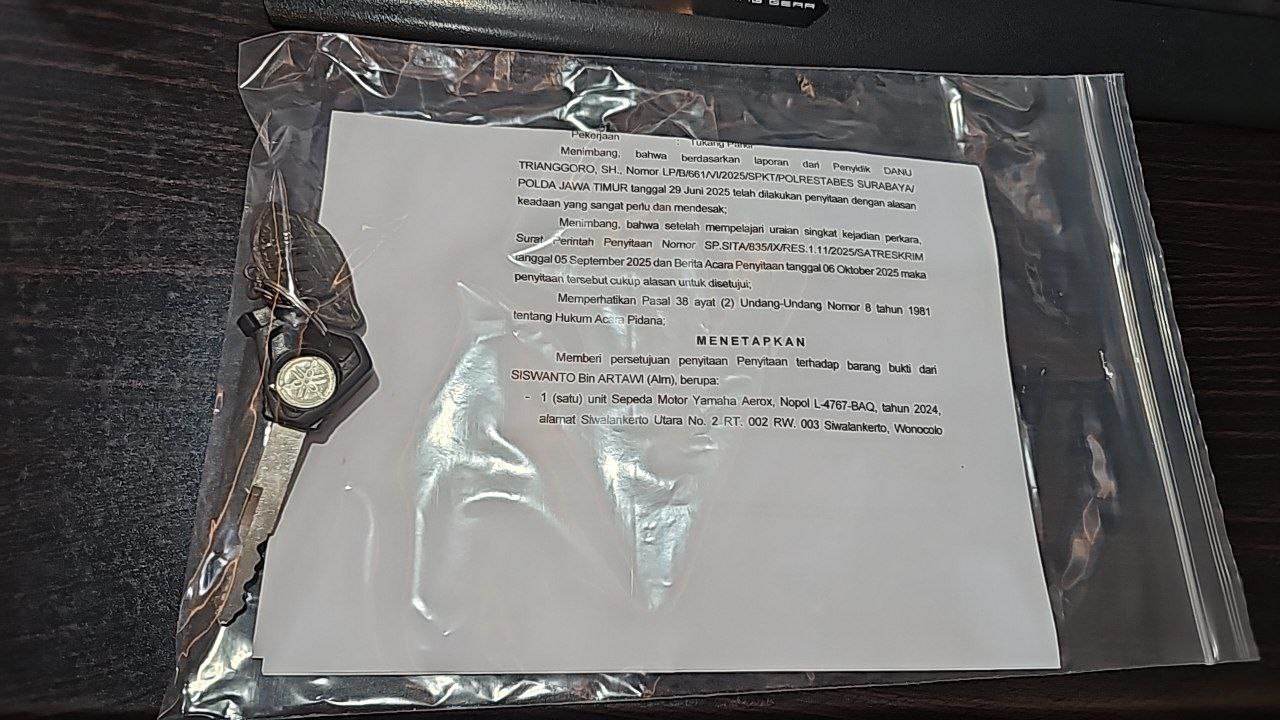 NG GEAR
Pekerjaan : Tukang Parkir
Menimbang, bahwa berdasarkan laporan dari Penyidik DANU
TRIANGGORO, SH., Nomor LP/B/661/VI/2025/SPKT/POLRESTABES SURABAYA/
POLDA JAWA TIMUR tanggal 29 Juni 2025 telah dilakukan penyitaan dengan alasan
keadaan yang sangat perlu dan mendesak;
Menimbang, bahwa setelah mempelajari uraian singkat kejadian perkara,
Surat Perintah Penyitaan Nomor SP.SITA/835/IX/RES.1.11/2025/SATRESKRIM
tanggal 05 September 2025 dan Berita Acara Penyitaan tanggal 06 Oktober 2025 maka
penyitaan tersebut cukup alasan untuk disetujui;
Memperhatikan Pasal 38 ayat (2) Undang-Undang Nomor 8 tahun 1981
tentang Hukum Acara Pidana;
MENETAPKAN
Memberi persetujuan penyitaan Penyitaan terhadap barang bukti dari
SISWANTO Bin ARTAWI (Alm), berupa:
- 1 (satu) unit Sepeda Motor Yamaha Aerox, Nopol L-4767-BAQ, tahun 2024,
alamat Siwalankerto Utara No. 2 RT. 002 RW. 003 Siwalankerto, Wonocolo